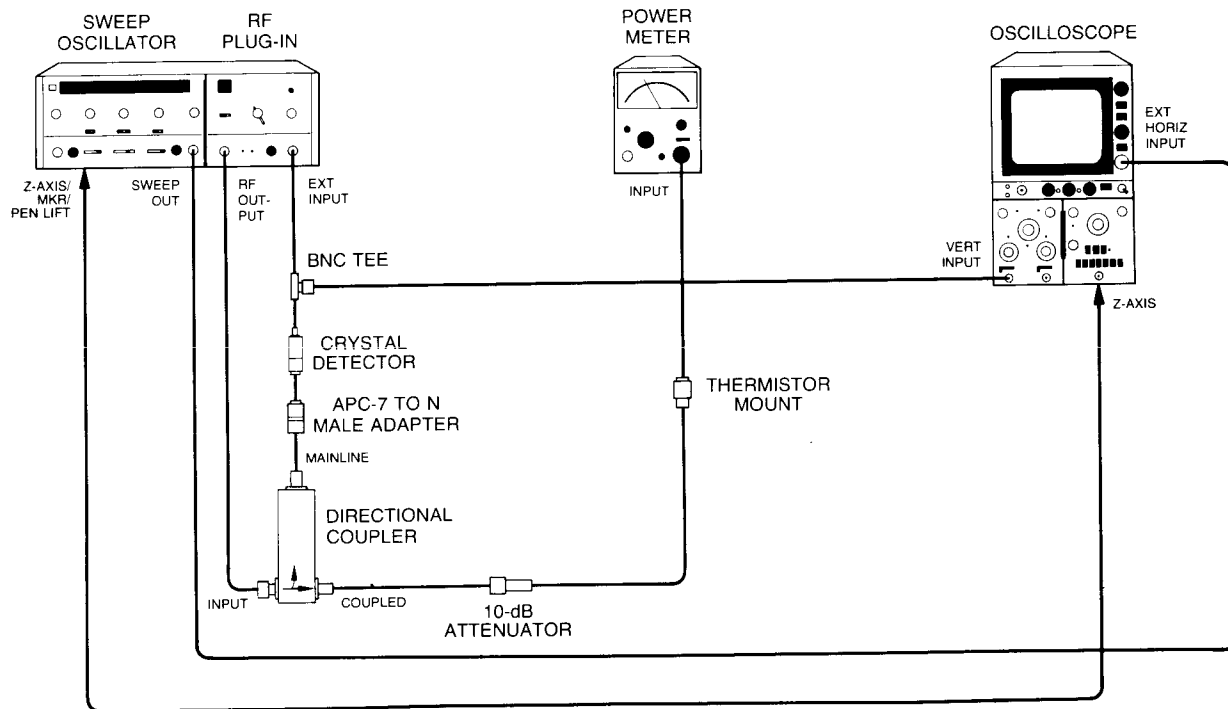 SWEEP
OSCILLATOR
RF
PLUG-IN
POWER
METER
OSCILLOSCOPE
EXT
HORIZ
INPUT
Z-AXIS/
MKR/
PEN LIFT
SWEEP
OUT
RF
OUT-
PUT
EXT
INPUT
INPUT
BNC TEE
VERT
INPUT
Z-AXIS
CRYSTAL
DETECTOR
THERMISTOR
MOUNT
APC-7 TO N
MALE ADAPTER
MAINLINE
DIRECTIONAL
COUPLER
INPUT
COUPLED
10-dB
ATTENUATOR